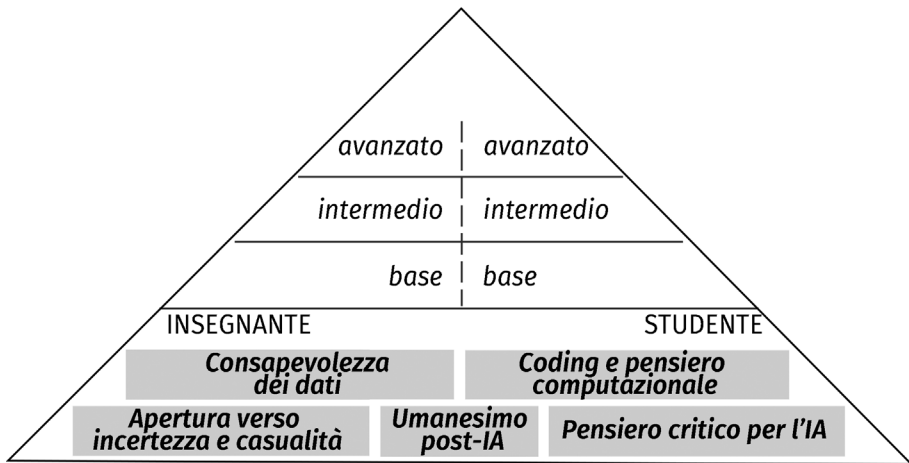 avanzato avanzato
intermedio intermedio
base base
INSEGNANTE STUDENTE
Consapevolezza
dei dati
Coding e pensiero
computazionale
Apertura verso
incertezza e casualità
Umanesimo
post-IA
Pensiero critico per l'IA